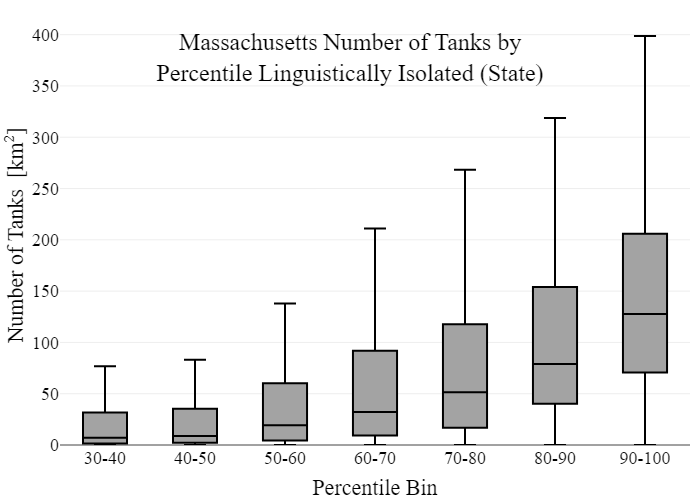 Massachusetts Number of Tanks by
Percentile Linguistically Isolated (State)
Number of Tanks [km²]
400
350
300
250
200
150
100
50
0
30-40 40-50 50-60 60-70 70-80 80-90 90-100
Percentile Bin